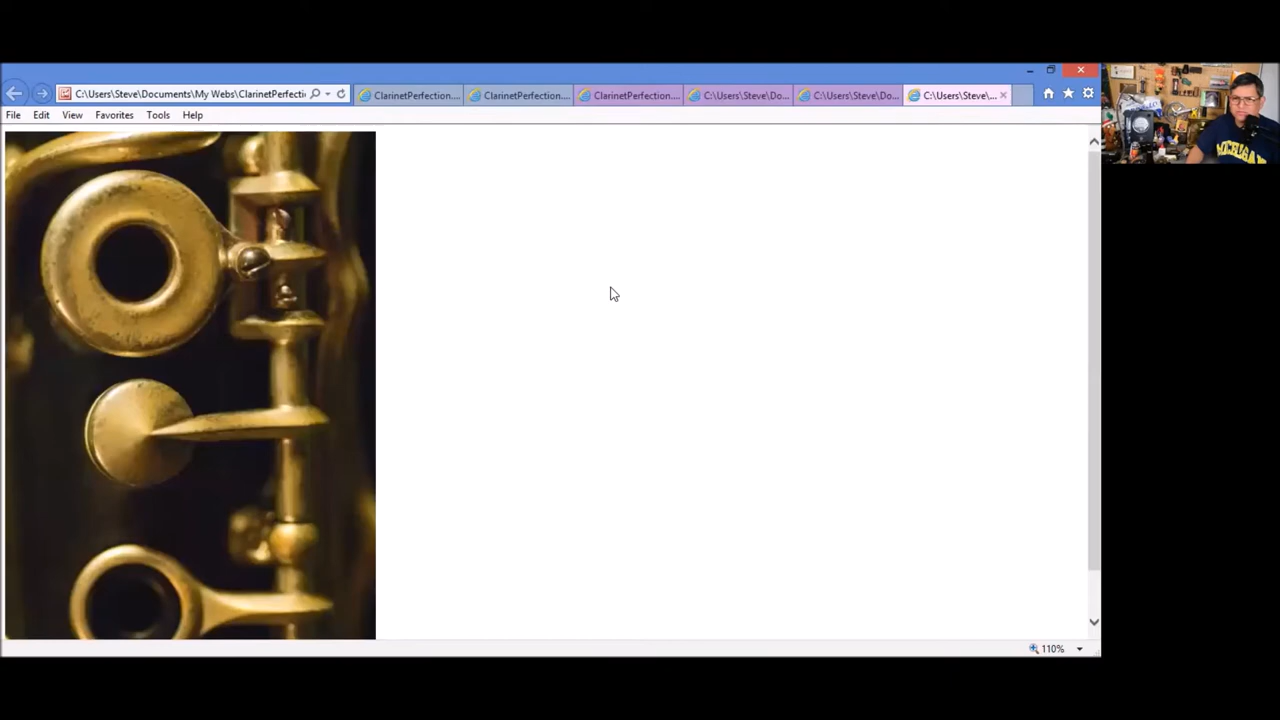 C:\Users\Steve\Documents\My Webs\ClarinetPerfecti
ClarinetPerfection....
ClarinetPerfection....
ClarinetPerfection....
C:\Users\Steve\Do...
C:\Users\Steve\Do...
C:\Users\Steve\...
File Edit View Favorites Tools Help
MICHIGAN
110%